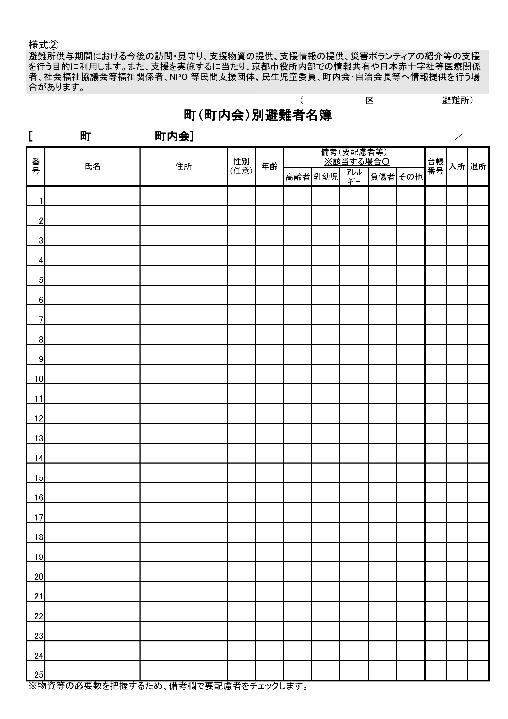 様式②
避難所供与期間における今後の訪問・見守り、支援物資の提供、支援情報の提供、災害ボランティアの紹介等の支援
を行う目的に利用します。また、支援を実施するに当たり、京都市役所内部での情報共有や日本赤十字社等医療関係
者、社会福祉協議会等福祉関係者、NPO 等民間支援団体、民生児童委員、町内会・自治会長等へ情報提供を行う場
合があります。
（　　　　区　　　　避難所）
町（町内会）別避難者名簿
[　　　町　　　　町内会]　　／
番号 氏名 住所 性別(任意) 年齢 備考(要配慮者等) ※該当する場合○ 台帳番号 入所 退所
高齢者 乳幼児 アレルギー 負傷者 その他
1
2
3
4
5
6
7
8
9
10
11
12
13
14
15
16
17
18
19
20
21
22
23
24
25
※物資等の必要数を把握するため、備考欄で要配慮者をチェックします。